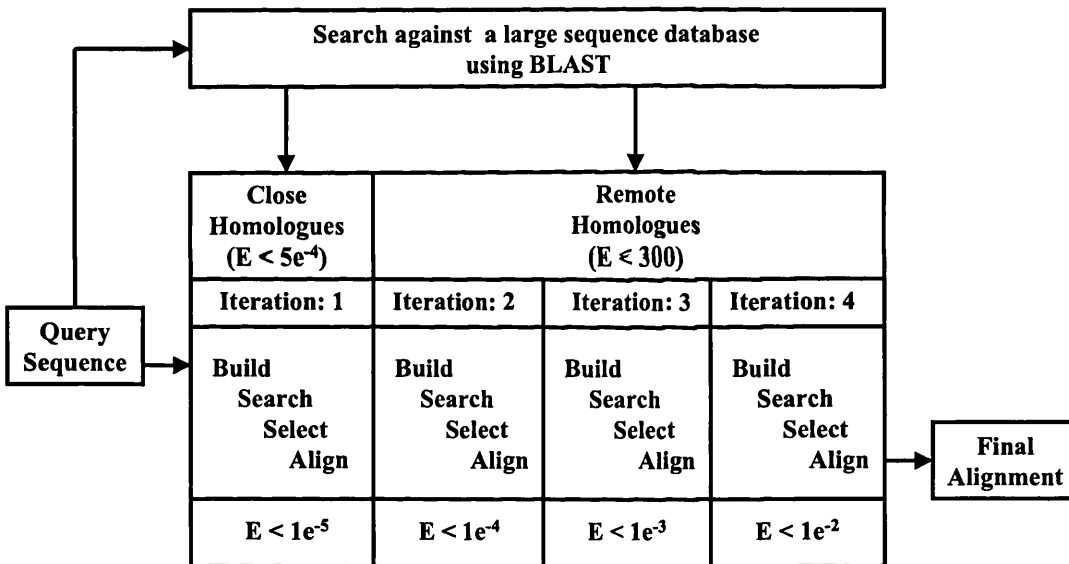 Search against a large sequence database
using BLAST
Close
Homologues
(E < 5e⁻⁴)
Remote
Homologues
(E < 300)
Iteration: 1
Iteration: 2
Iteration: 3
Iteration: 4
Query
Sequence
Build
Search
Select
Align
Build
Search
Select
Align
Build
Search
Select
Align
Build
Search
Select
Align
Final
Alignment
E < 1e⁻⁵
E < 1e⁻⁴
E < 1e⁻³
E < 1e⁻²